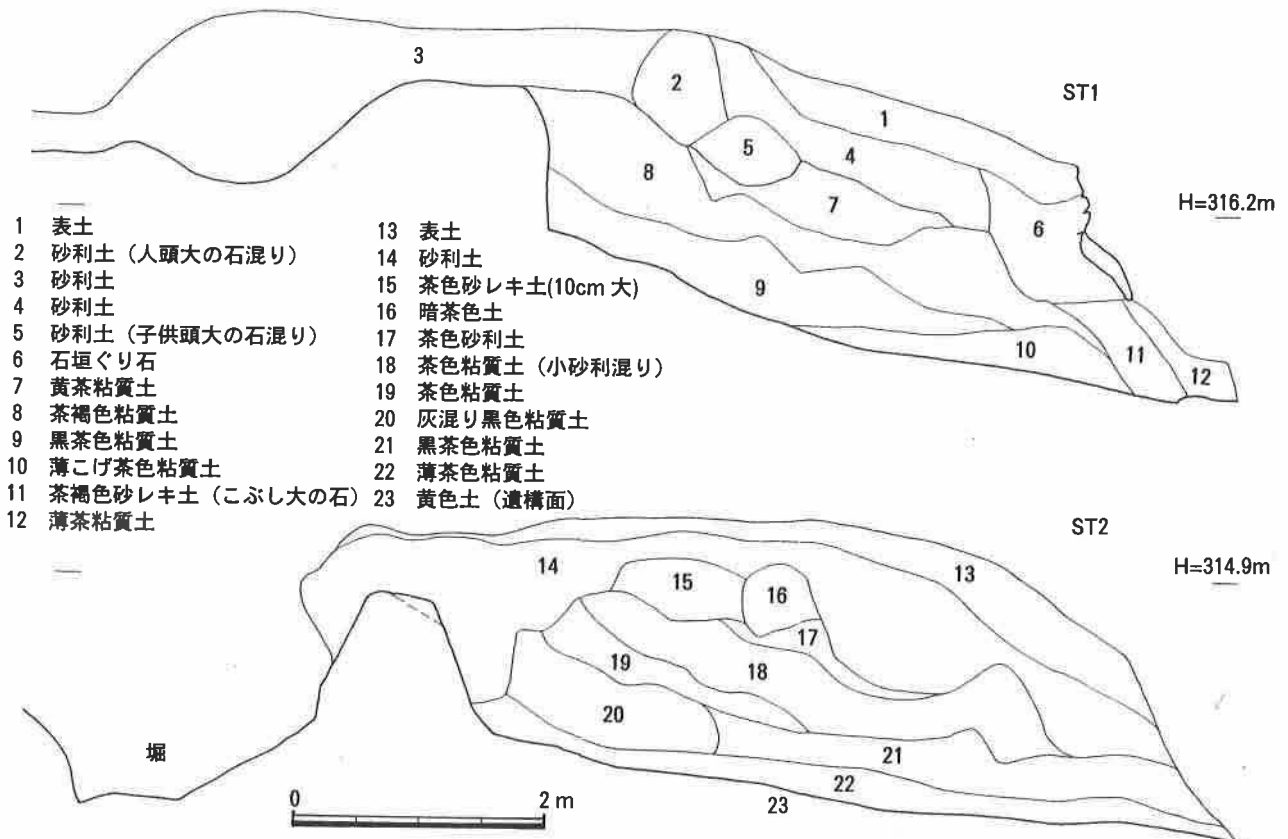 3
2
ST1
1
5
4
8
7
6
H=316.2m
9
10
11
12
1 表土
2 砂利土（人頭大の石混り）
3 砂利土
4 砂利土
5 砂利土（子供頭大の石混り）
6 石垣ぐり石
7 黄茶粘質土
8 茶褐色粘質土
9 黒茶色粘質土
10 薄こげ茶色粘質土
11 茶褐色砂レキ土（こぶし大の石）
12 薄茶粘質土
13 表土
14 砂利土
15 茶色砂レキ土(10cm 大)
16 暗茶色土
17 茶色砂利土
18 茶色粘質土（小砂利混り）
19 茶色粘質土
20 灰混り黒色粘質土
21 黒茶色粘質土
22 薄茶色粘質土
23 黄色土（遺構面）
ST2
14
15
16
13
H=314.9m
17
19
18
20
堀
21
22
23
0 2 m